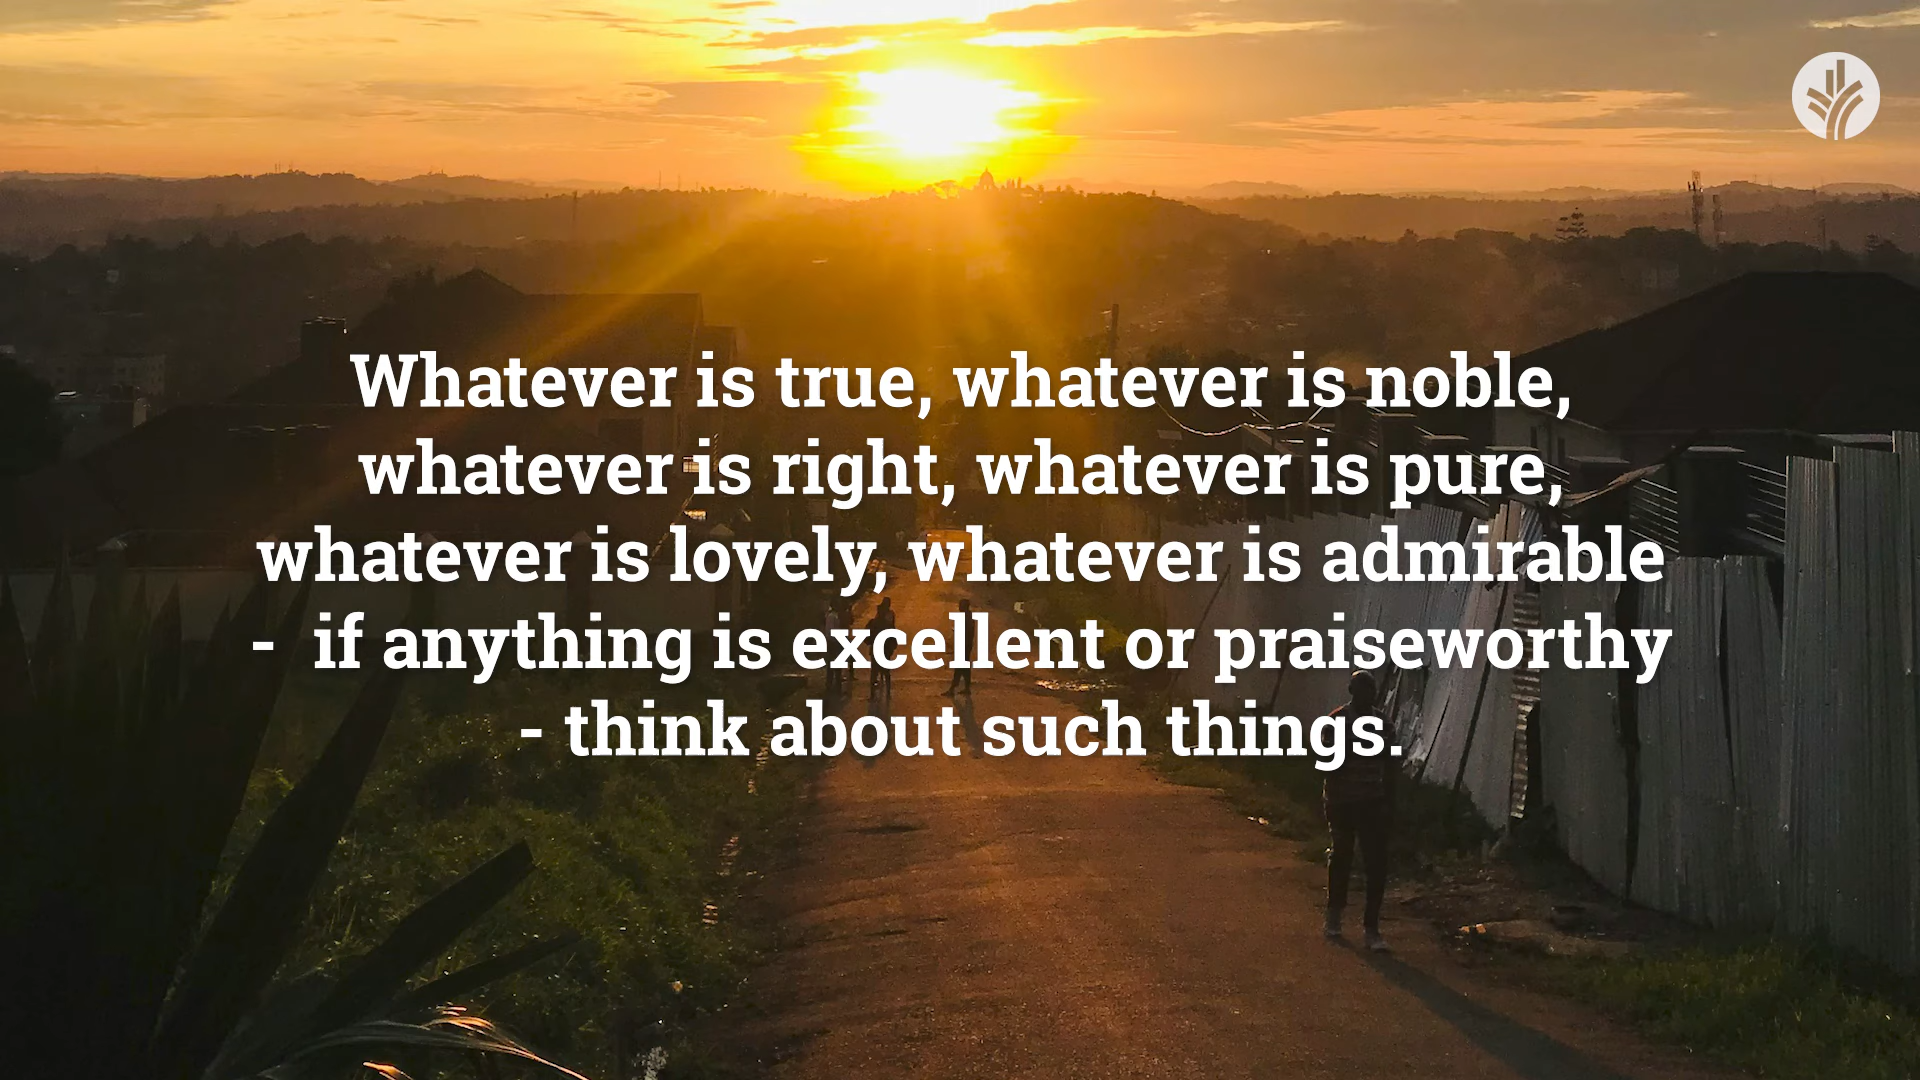 Whatever is true, whatever is noble,
whatever is right, whatever is pure,
whatever is lovely, whatever is admirable
-  if anything is excellent or praiseworthy
- think about such things.